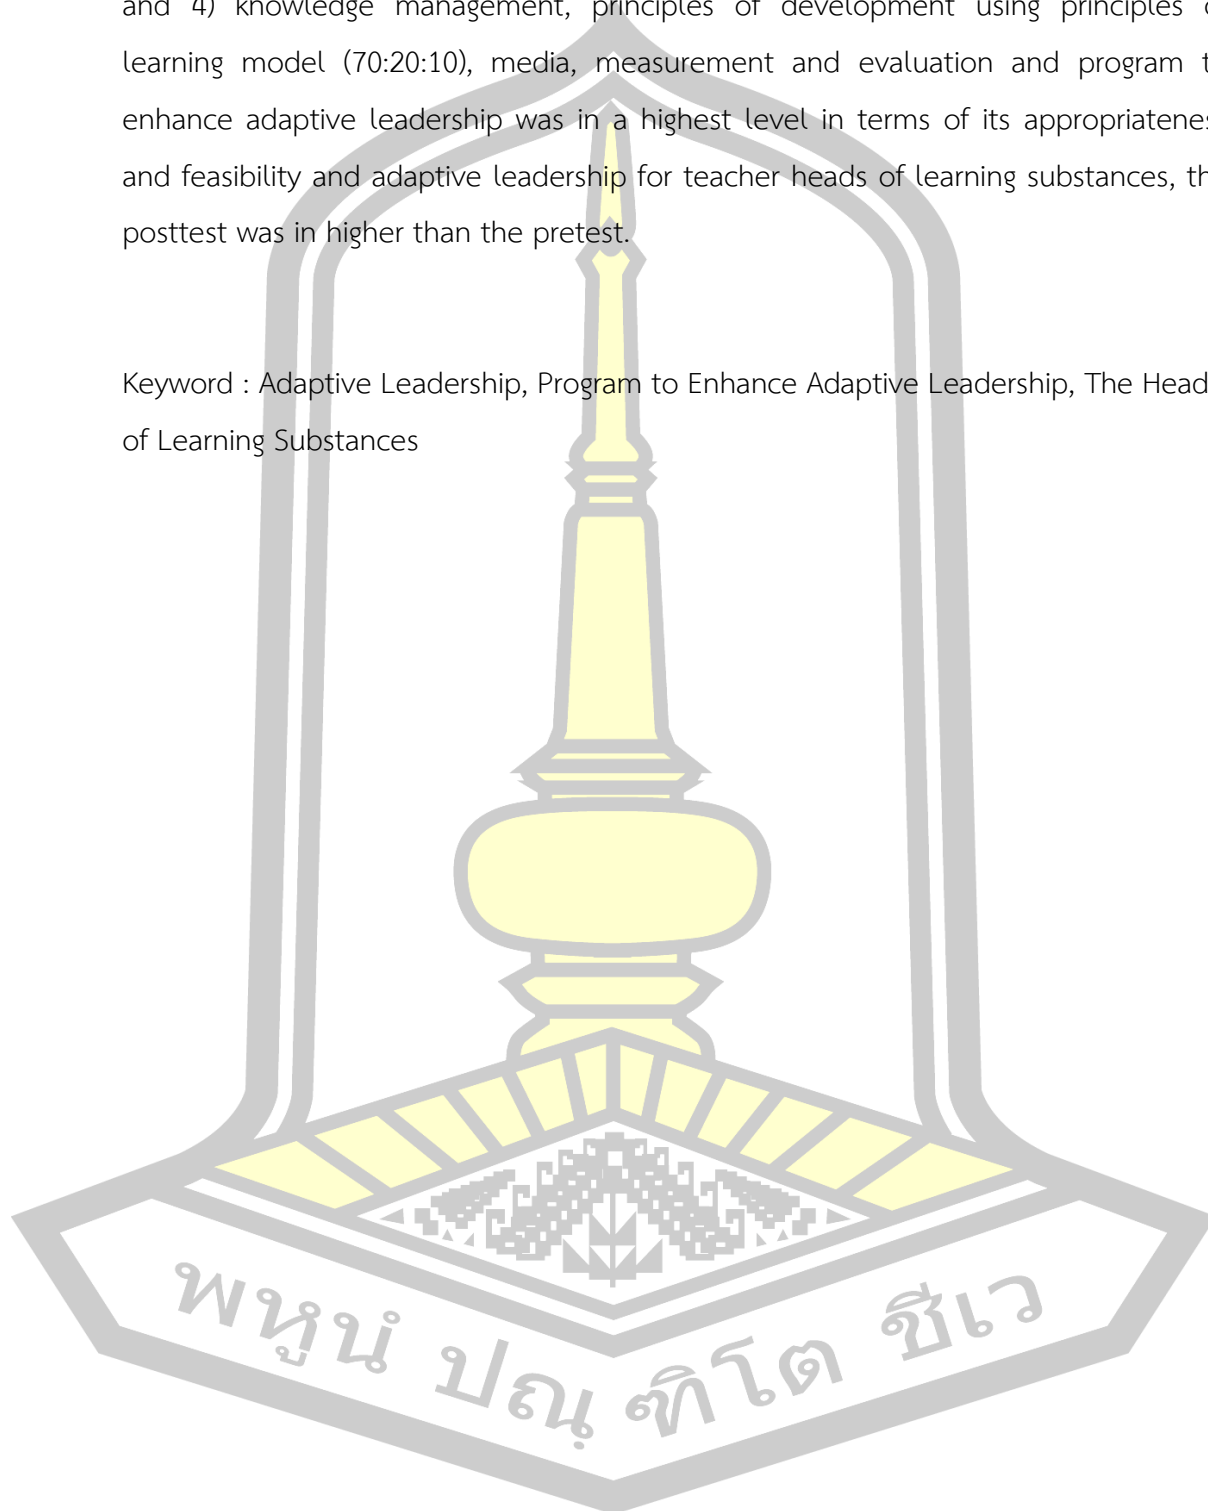 and 4) knowledge management, principles of development using principles
learning model (70:20:10), media, measurement and evaluation and program
enhance adaptive leadership was in a highest level in terms of its appropriatenes
and feasibility and adaptive leadership for teacher heads of learning substances,
posttest was in higher than the pretest.
Keyword : Adaptive Leadership, Program to Enhance Adaptive Leadership, The Head
of Learning Substances
พหูนํ ปณฺฑิโต ชีเว